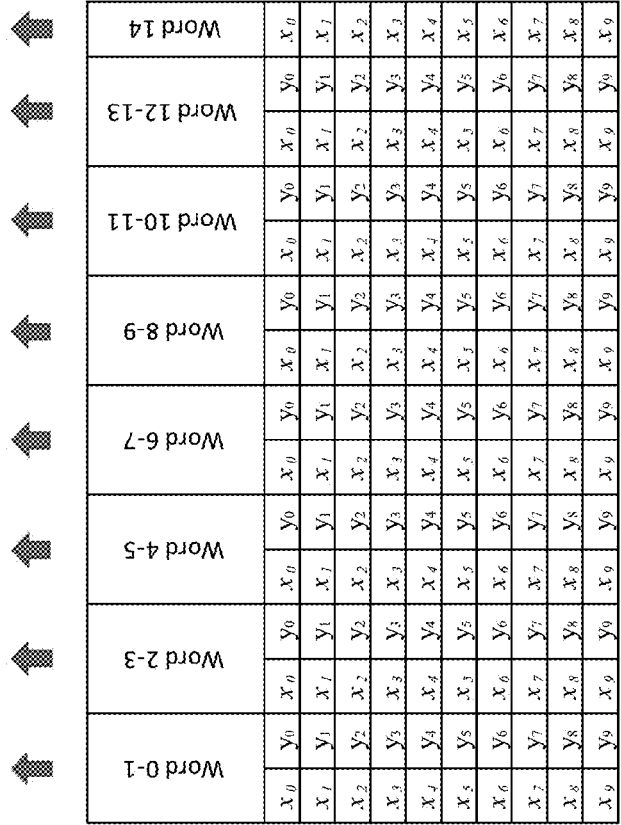 Word 14 x0 x1 x2 x3 x4 x5 x6 x7 x8 x9
Word 12-13
y0 y1 y2 y3 y4 y5 y6 y7 y8 y9
x0 x1 x2 x3 x4 x5 x6 x7 x8 x9
Word 10-11
y0 y1 y2 y3 y4 y5 y6 y7 y8 y9
x0 x1 x2 x3 x4 x5 x6 x7 x8 x9
Word 8-9
y0 y1 y2 y3 y4 y5 y6 y7 y8 y9
x0 x1 x2 x3 x4 x5 x6 x7 x8 x9
Word 6-7
y0 y1 y2 y3 y4 y5 y6 y7 y8 y9
x0 x1 x2 x3 x4 x5 x6 x7 x8 x9
Word 4-5
y0 y1 y2 y3 y4 y5 y6 y7 y8 y9
x0 x1 x2 x3 x4 x5 x6 x7 x8 x9
Word 2-3
y0 y1 y2 y3 y4 y5 y6 y7 y8 y9
x0 x1 x2 x3 x4 x5 x6 x7 x8 x9
Word 0-1
y0 y1 y2 y3 y4 y5 y6 y7 y8 y9
x0 x1 x2 x3 x4 x5 x6 x7 x8 x9